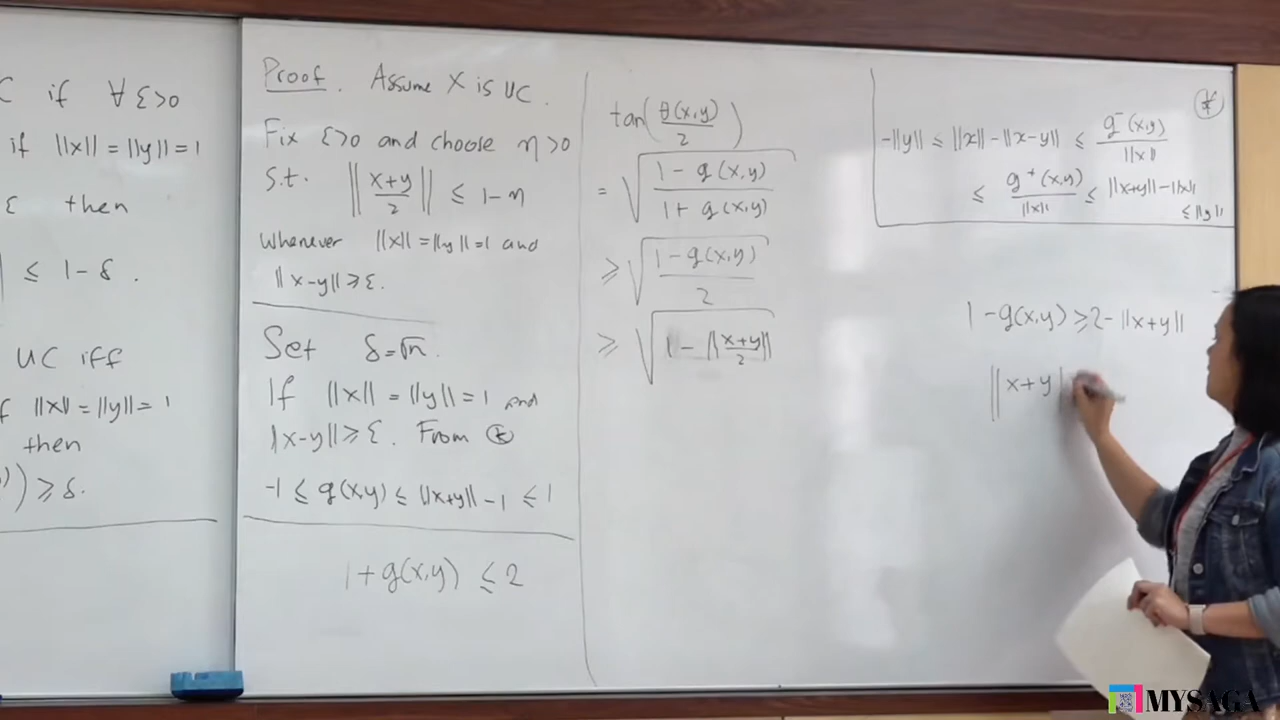 C if ∀ ε>0
if ||x|| = ||y|| = 1
ε then
| ≤ 1 - δ.
UC iff
f ||x|| = ||y|| = 1
then
) ≥ δ.
Proof. Assume X is UC.
Fix ε>0 and choose η>0
s.t. ||(x+y)/2|| ≤ 1-η
whenever ||x|| = ||y|| = 1 and
||x-y|| ≥ ε.
Set δ = √η.
If ||x|| = ||y|| = 1 and
||x-y|| ≥ ε. From ⊛
-1 ≤ g(x,y) ≤ ||x+y|| - 1 ≤ 1
1+g(x,y) ≤ 2
tan(θ(x,y)/2)
= √((1 - g(x,y))/(1 + g(x,y)))
≥ √((1 - g(x,y))/2)
≥ √(1 - ||(x+y)/2||)
⊛
-||y|| ≤ ||x|| - ||x-y|| ≤ g⁻(x,y)/||x||
≤ g⁺(x,y)/||x|| ≤ ||x+y|| - ||x||
≤ ||y||
1 - g(x,y) ≥ 2 - ||x+y||
||x+y|
MYSAGA